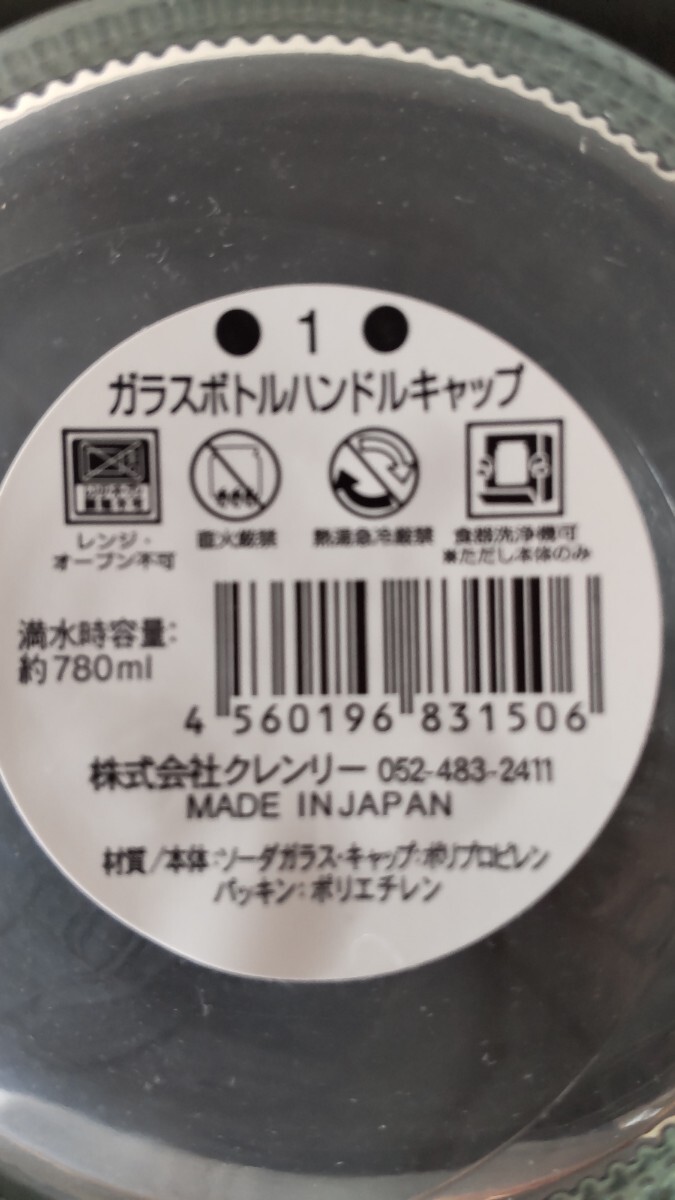 ● 1 ●
ガラスボトルハンドルキャップ
レンジ・
オーブン不可
直火厳禁
熱湯急冷厳禁
食器洗浄機可
※ただし本体のみ
満水時容量:
約780ml
4 560196 831506
株式会社クレンリー 052-483-2411
MADE IN JAPAN
材質/本体:ソーダガラス・キャップ:ポリプロピレン
パッキン:ポリエチレン